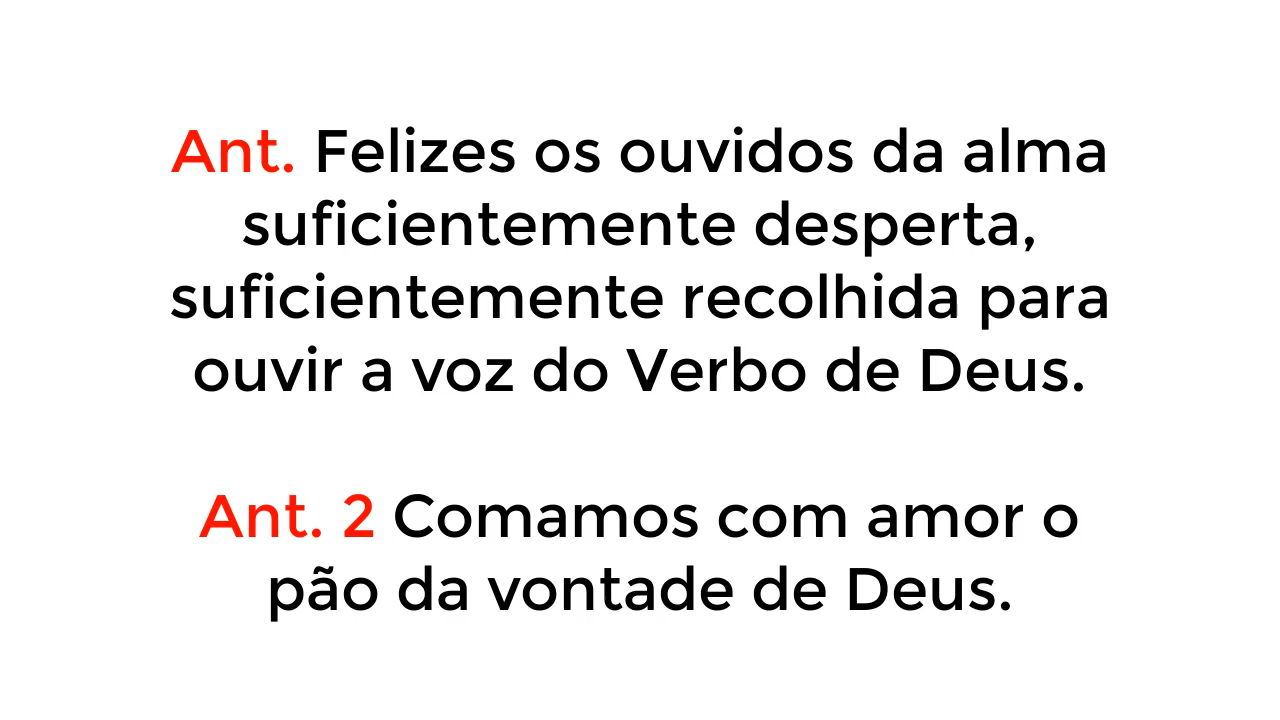 Ant. Felizes os ouvidos da alma
suficientemente desperta,
suficientemente recolhida para
ouvir a voz do Verbo de Deus.
Ant. 2 Comamos com amor o
pão da vontade de Deus.